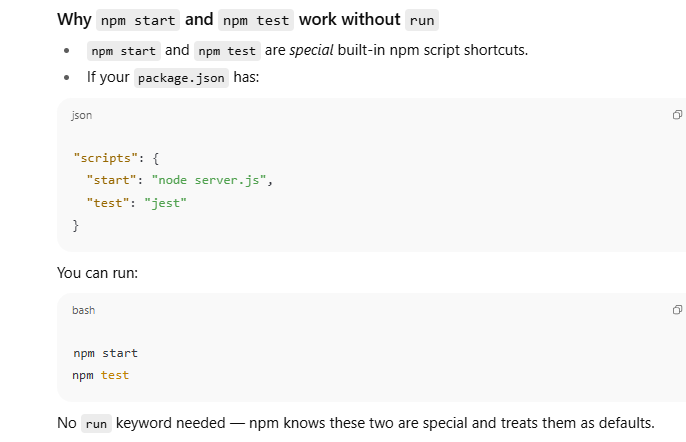 Why npm start and npm test work without run
• npm start and npm test are special built-in npm script shortcuts.
• If your package.json has:
json
"scripts": {
  "start": "node server.js",
  "test": "jest"
}
You can run:
bash
npm start
npm test
No run keyword needed — npm knows these two are special and treats them as defaults.